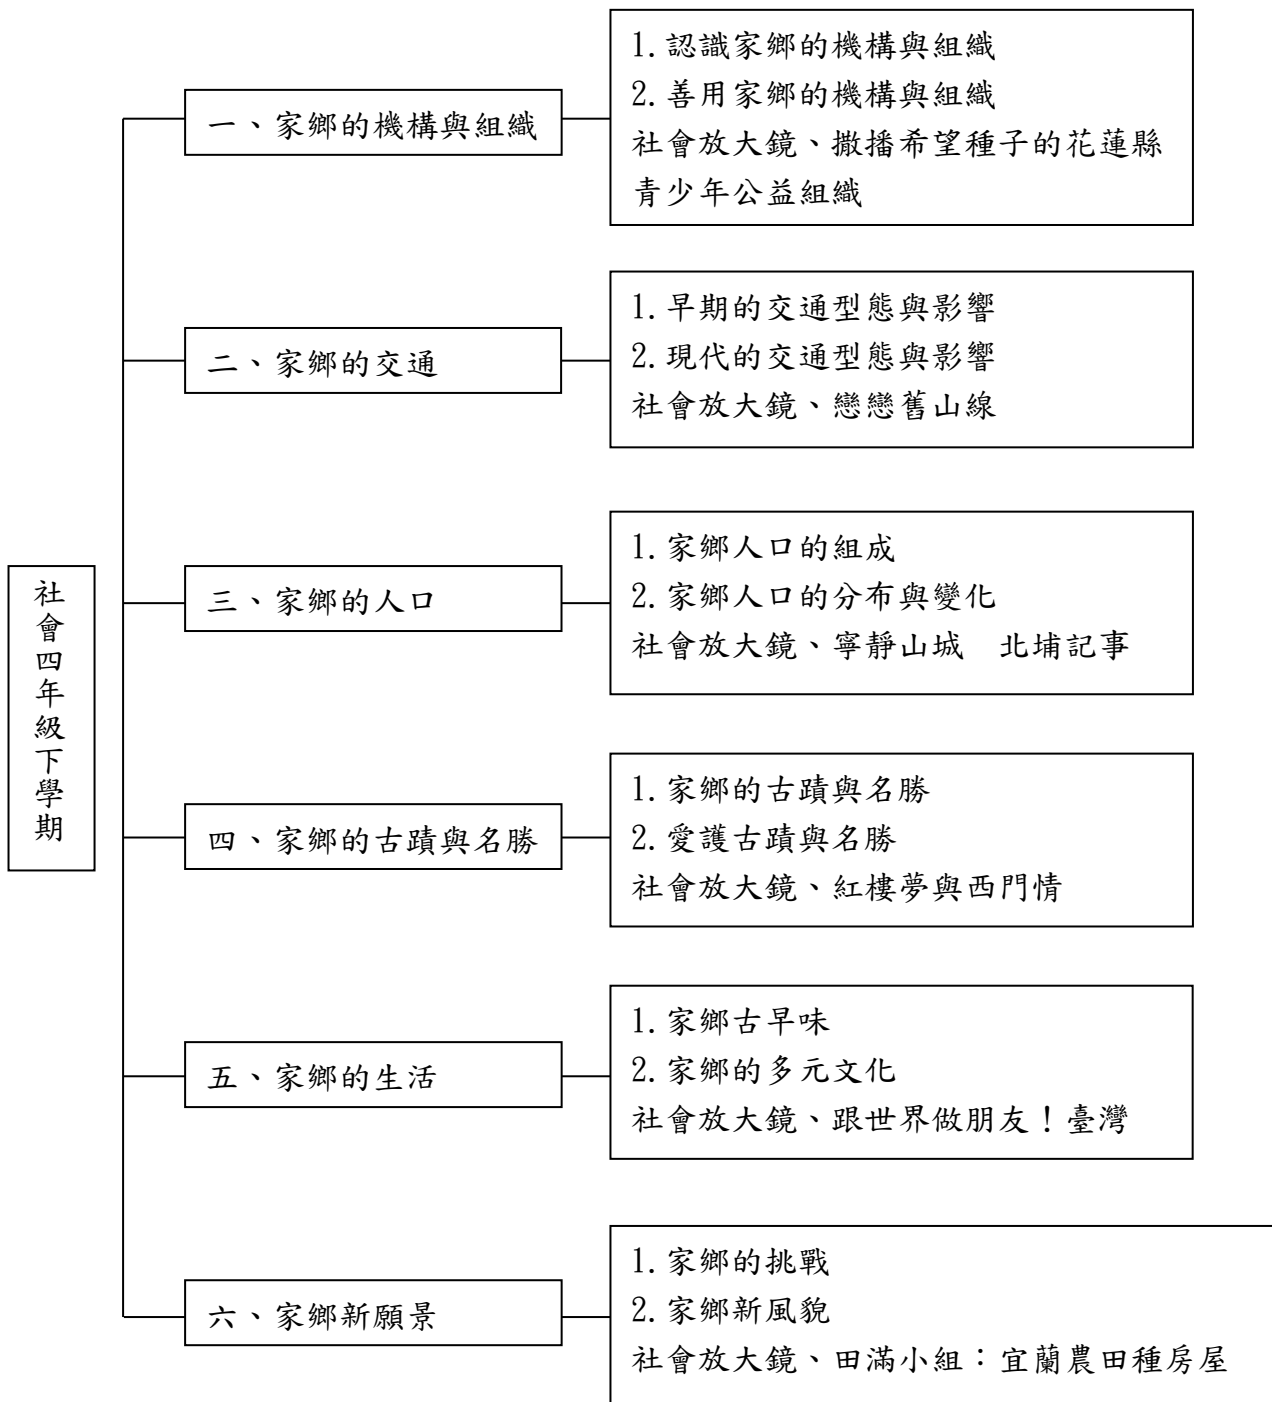 社會四年級下學期
一、家鄉的機構與組織
1.認識家鄉的機構與組織
2.善用家鄉的機構與組織
社會放大鏡、撒播希望種子的花蓮縣
青少年公益組織
二、家鄉的交通
1.早期的交通型態與影響
2.現代的交通型態與影響
社會放大鏡、戀戀舊山線
三、家鄉的人口
1.家鄉人口的組成
2.家鄉人口的分布與變化
社會放大鏡、寧靜山城　北埔記事
四、家鄉的古蹟與名勝
1.家鄉的古蹟與名勝
2.愛護古蹟與名勝
社會放大鏡、紅樓夢與西門情
五、家鄉的生活
1.家鄉古早味
2.家鄉的多元文化
社會放大鏡、跟世界做朋友！臺灣
六、家鄉新願景
1.家鄉的挑戰
2.家鄉新風貌
社會放大鏡、田滿小組：宜蘭農田種房屋